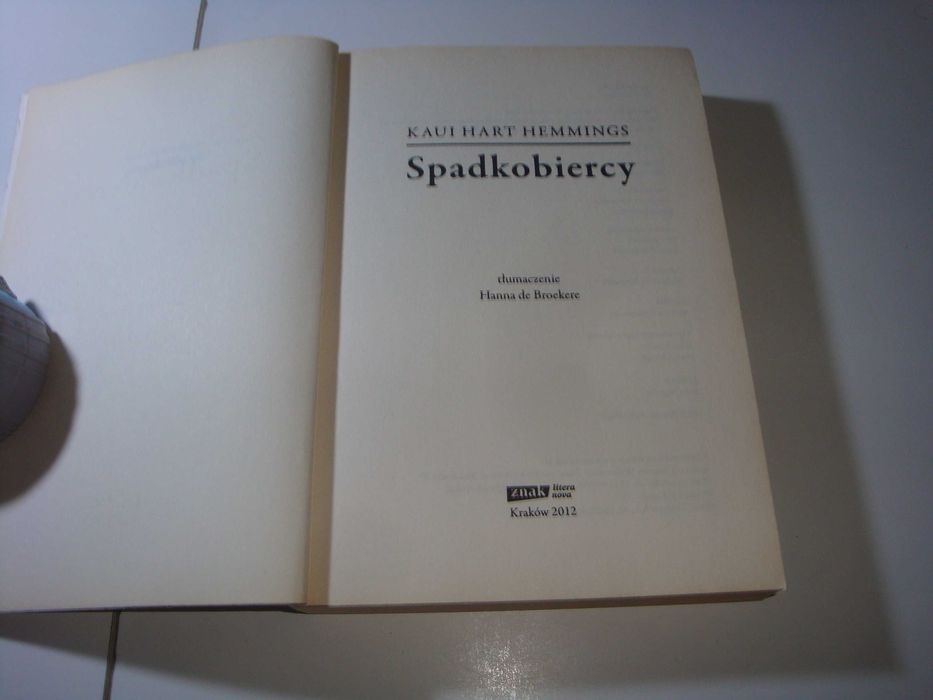 KAUI HART HEMMINGS
Spadkobiercy
tłumaczenie
Hanna de Broekere
znak litera
nova
Kraków 2012